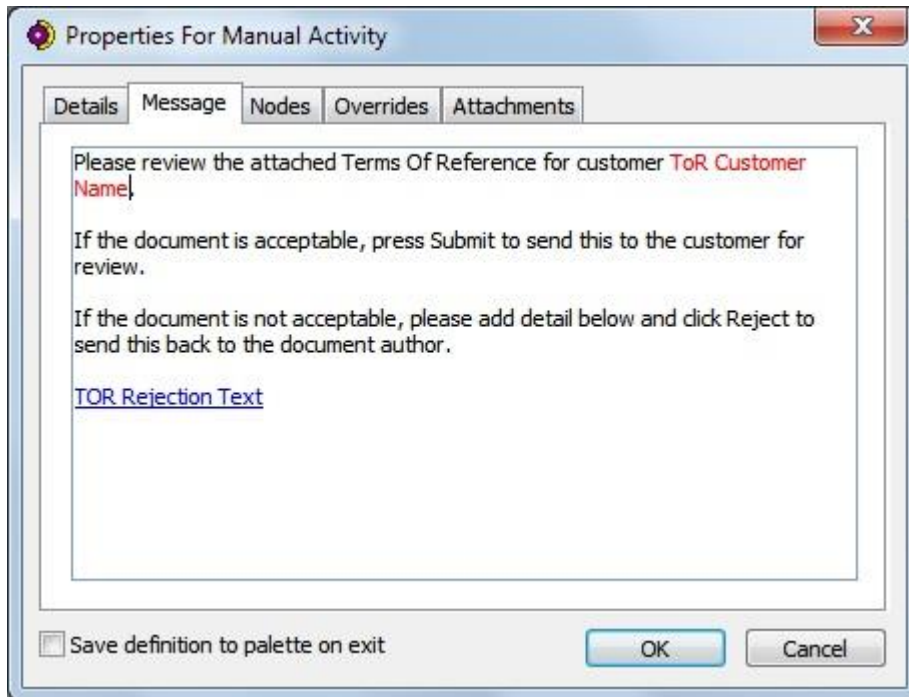 Properties For Manual Activity
Details Message Nodes Overrides Attachments
Please review the attached Terms Of Reference for customer ToR Customer
Name.
If the document is acceptable, press Submit to send this to the customer for
review.
If the document is not acceptable, please add detail below and click Reject to
send this back to the document author.
TOR Rejection Text
Save definition to palette on exit
OK Cancel